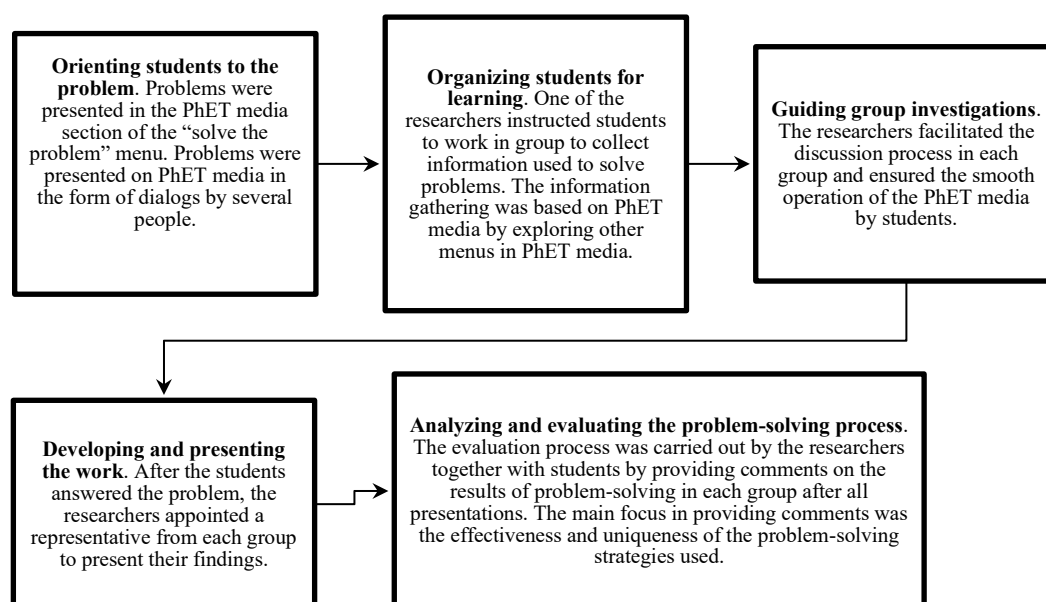 Orienting students to the
problem. Problems were
presented in the PhET media
section of the “solve the
problem” menu. Problems were
presented on PhET media in
the form of dialogs by several
people.
Organizing students for
learning. One of the
researchers instructed students
to work in group to collect
information used to solve
problems. The information
gathering was based on PhET
media by exploring other
menus in PhET media.
Guiding group investigations.
The researchers facilitated the
discussion process in each
group and ensured the smooth
operation of the PhET media
by students.
Developing and presenting
the work. After the students
answered the problem, the
researchers appointed a
representative from each group
to present their findings.
Analyzing and evaluating the problem-solving process.
The evaluation process was carried out by the researchers
together with students by providing comments on the
results of problem-solving in each group after all
presentations. The main focus in providing comments was
the effectiveness and uniqueness of the problem-solving
strategies used.